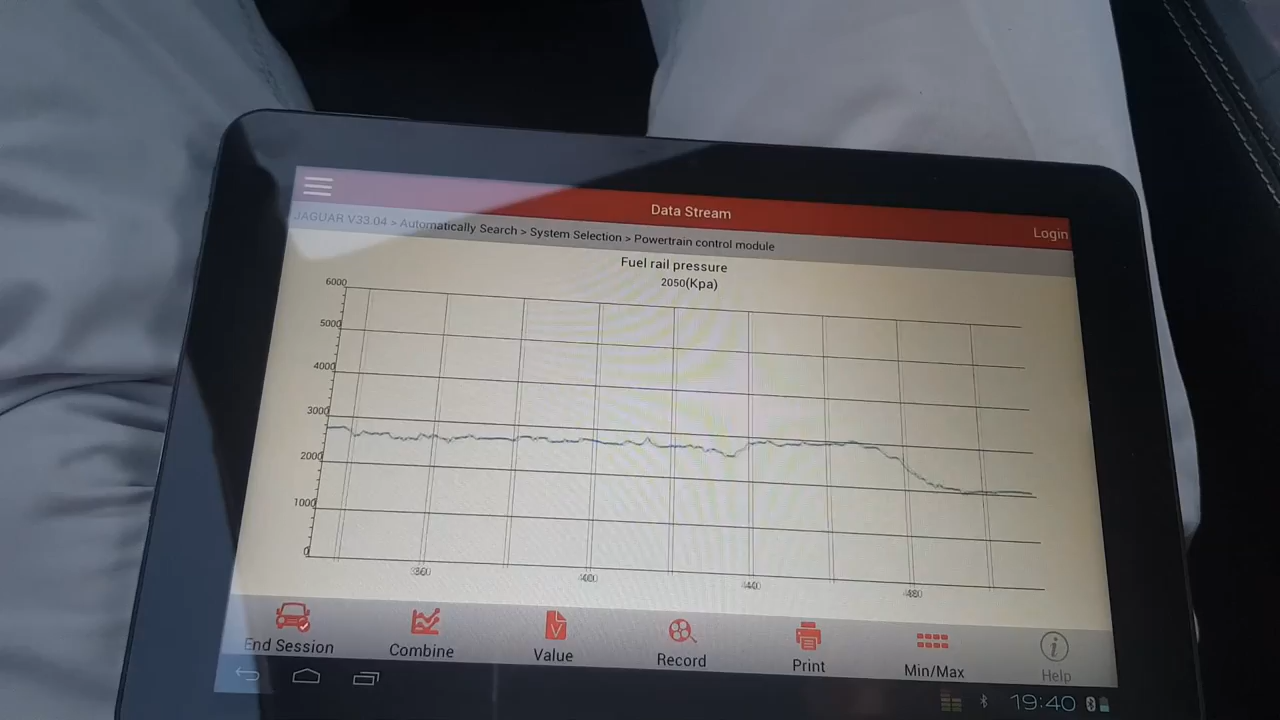 Data Stream
Login
JAGUAR V33.04 > Automatically Search > System Selection > Powertrain control module
Fuel rail pressure
2050(Kpa)
6000
5000
4000
3000
2000
1000
0
360
400
440
480
End Session
Combine
Value
Record
Print
Min/Max
Help
19:40